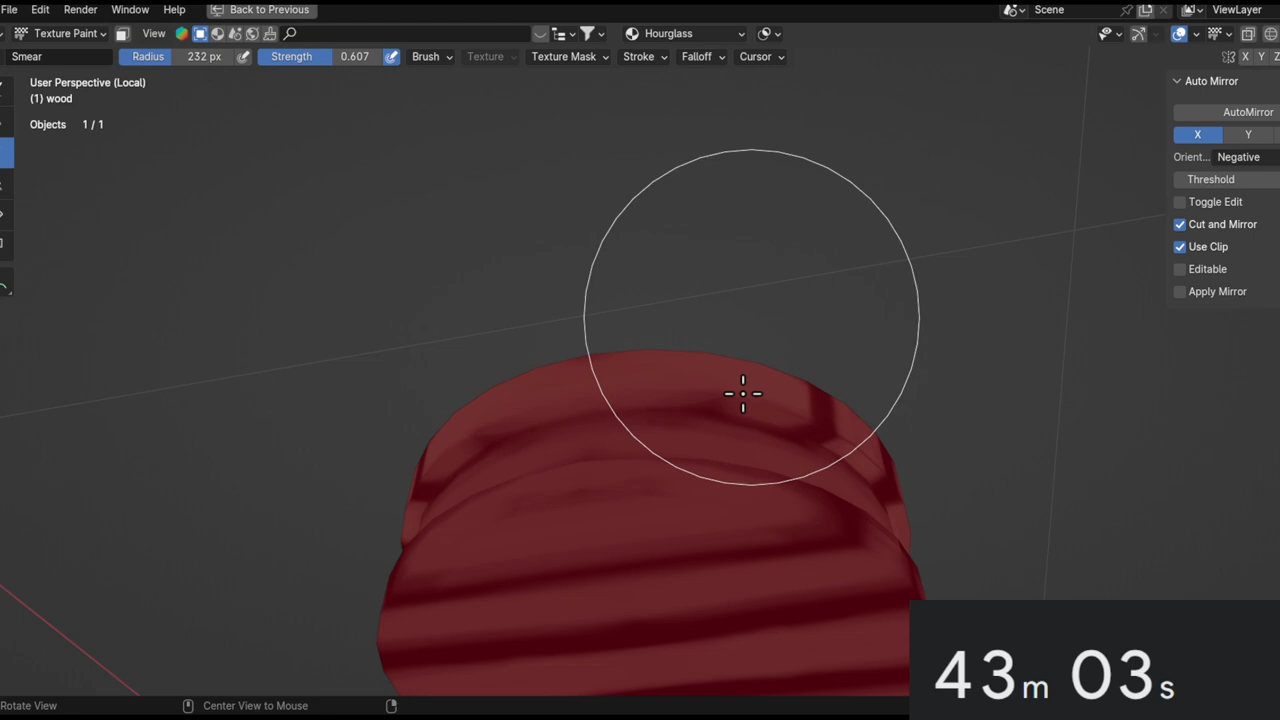 File Edit Render Window Help Back to Previous Scene ViewLayer
Texture Paint View Hourglass
Smear Radius 232 px Strength 0.607 Brush Texture Texture Mask Stroke Falloff Cursor X Y Z
User Perspective (Local)
(1) wood
Objects 1 / 1
Auto Mirror
AutoMirror
X Y
Orient... Negative
Threshold
Toggle Edit
Cut and Mirror
Use Clip
Editable
Apply Mirror
43m 03s
Rotate View Center View to Mouse